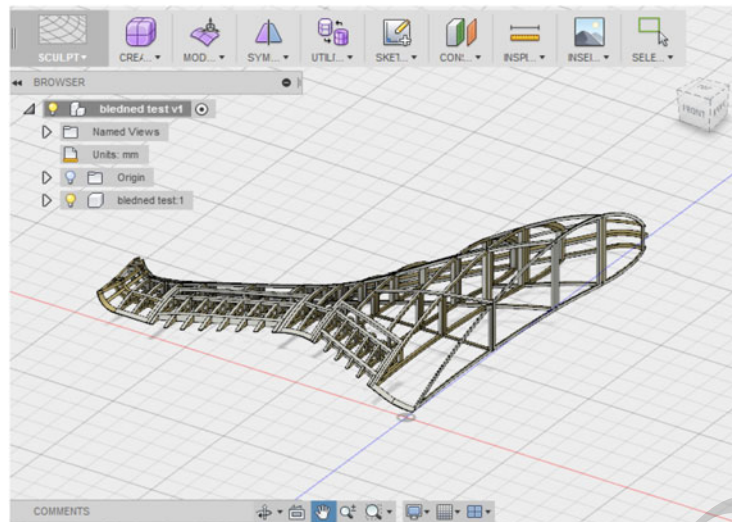 SCULPT CREA... MOD... SYM... UTILI... SKET... CON... INSPI... INSEI... SELE...
BROWSER
bledned test v1
Named Views
Units: mm
Origin
bledned test:1
FRONT
COMMENTS